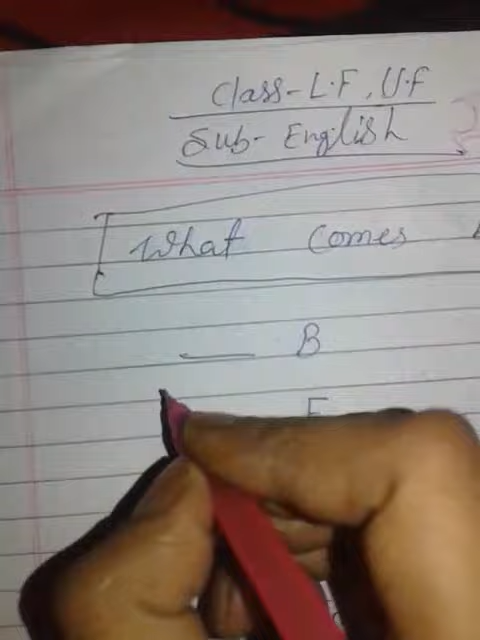 Class-L.F, U.F
Sub- English
What comes
___ B